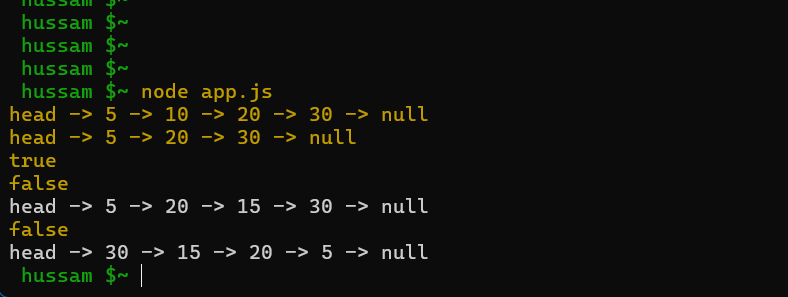 hussam $~
hussam $~
hussam $~
hussam $~
hussam $~ node app.js
head -> 5 -> 10 -> 20 -> 30 -> null
head -> 5 -> 20 -> 30 -> null
true
false
head -> 5 -> 20 -> 15 -> 30 -> null
false
head -> 30 -> 15 -> 20 -> 5 -> null
hussam $~